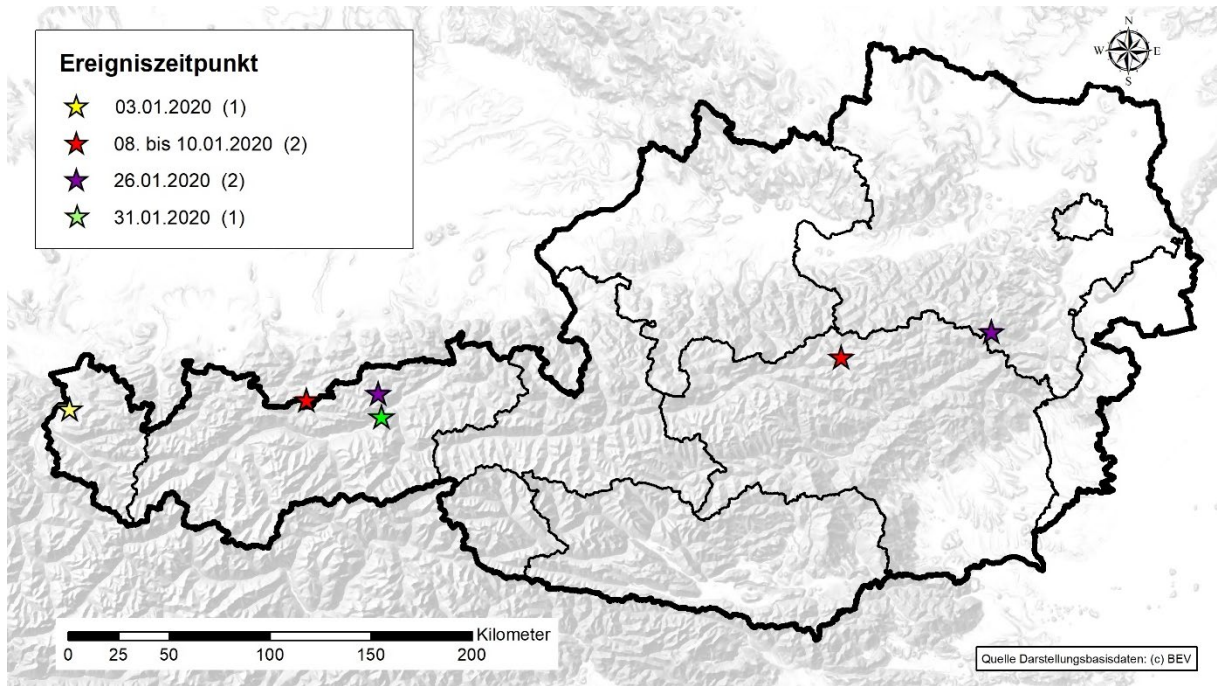 Ereigniszeitpunkt
03.01.2020 (1)
08. bis 10.01.2020 (2)
26.01.2020 (2)
31.01.2020 (1)
N
W E
S
Kilometer
0 25 50 100 150 200
Quelle Darstellungsbasisdaten: (c) BEV